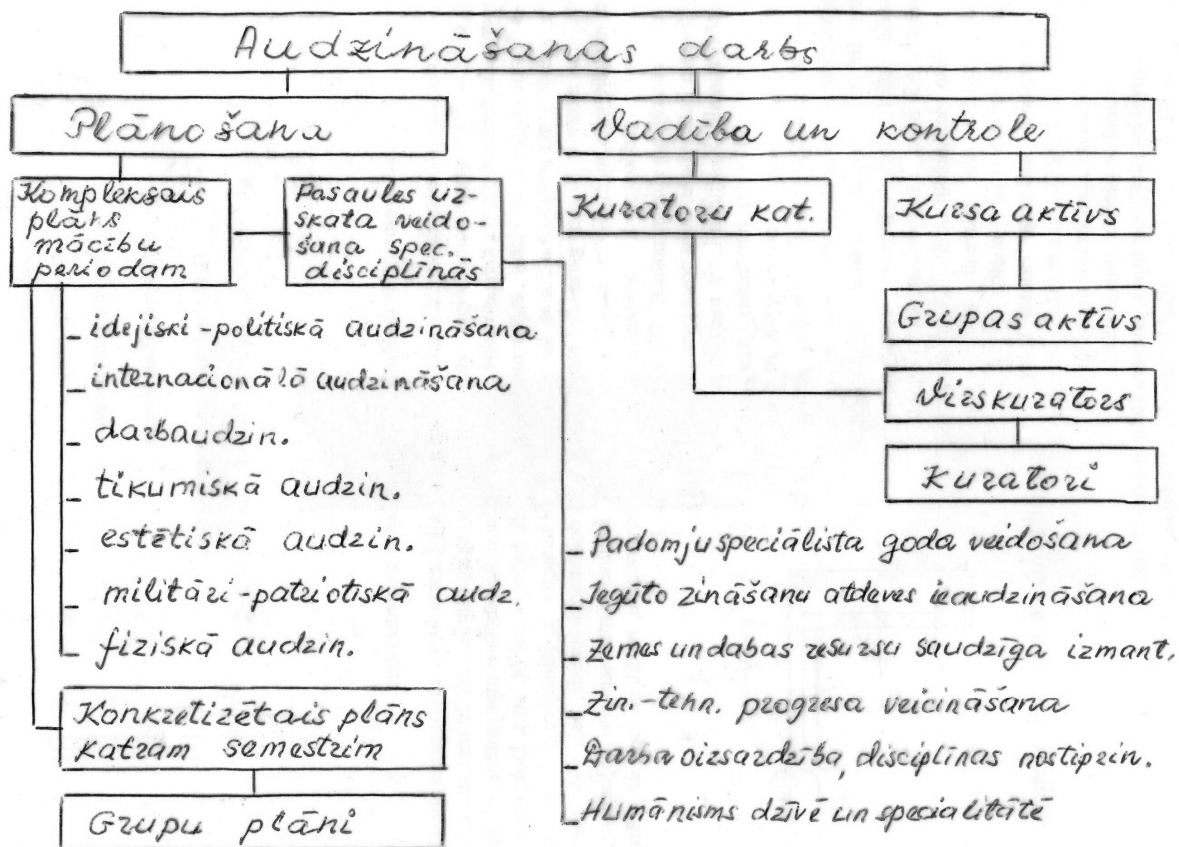 Audzināšanas darbs
Plānošana
Vadība un kontrole
Kompleksais
plāns
mācību
periodam
Pasaules uz-
skata veido-
šana spec.
disciplīnās
Kuratoru kat.
Kursa aktīvs
Grupas aktīvs
Virskurators
Kuratori
- idejiski-politiskā audzināšana
- internacionālā audzināšana
- darbaudzin.
- tikumiskā audzin.
- estētiskā audzin.
- militāri-patriotiskā audz.
- fiziskā audzin.
Konkretizētais plāns
katram semestrim
Grupu plāni
- Padomju speciālista goda veidošana
- Iegūto zināšanu atdeves ieaudzināšana
- Zemes un dabas resursu saudzīga izmant.
- Zin.-tehn. progresa veicināšana
- Darba aizsardzība, disciplīnas nostiprin.
- Humānisms dzīvē un specialitātē